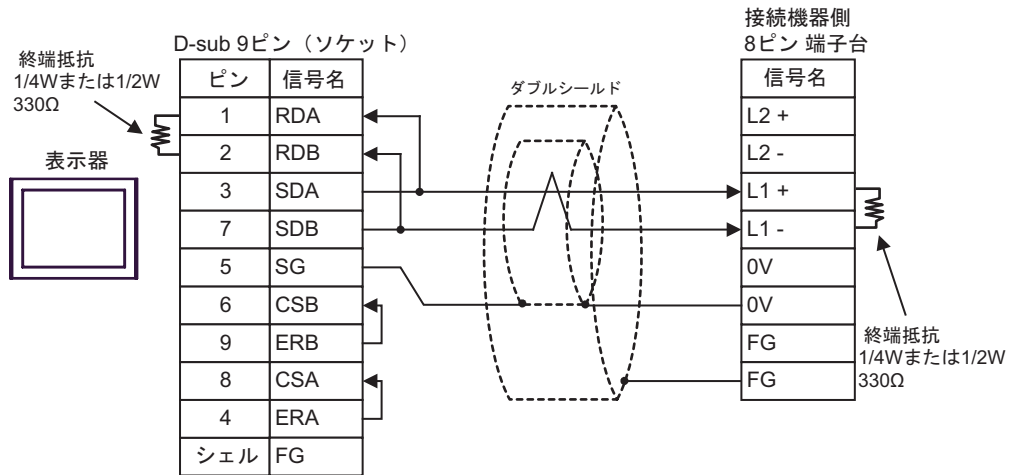 接続機器側
8ピン 端子台
D-sub 9ピン（ソケット）
終端抵抗
1/4Wまたは1/2W
330Ω
表示器
ピン 信号名
1 RDA
2 RDB
3 SDA
7 SDB
5 SG
6 CSB
9 ERB
8 CSA
4 ERA
シェル FG
ダブルシールド
信号名
L2 +
L2 -
L1 +
L1 -
0V
0V
FG
FG
終端抵抗
1/4Wまたは1/2W
330Ω